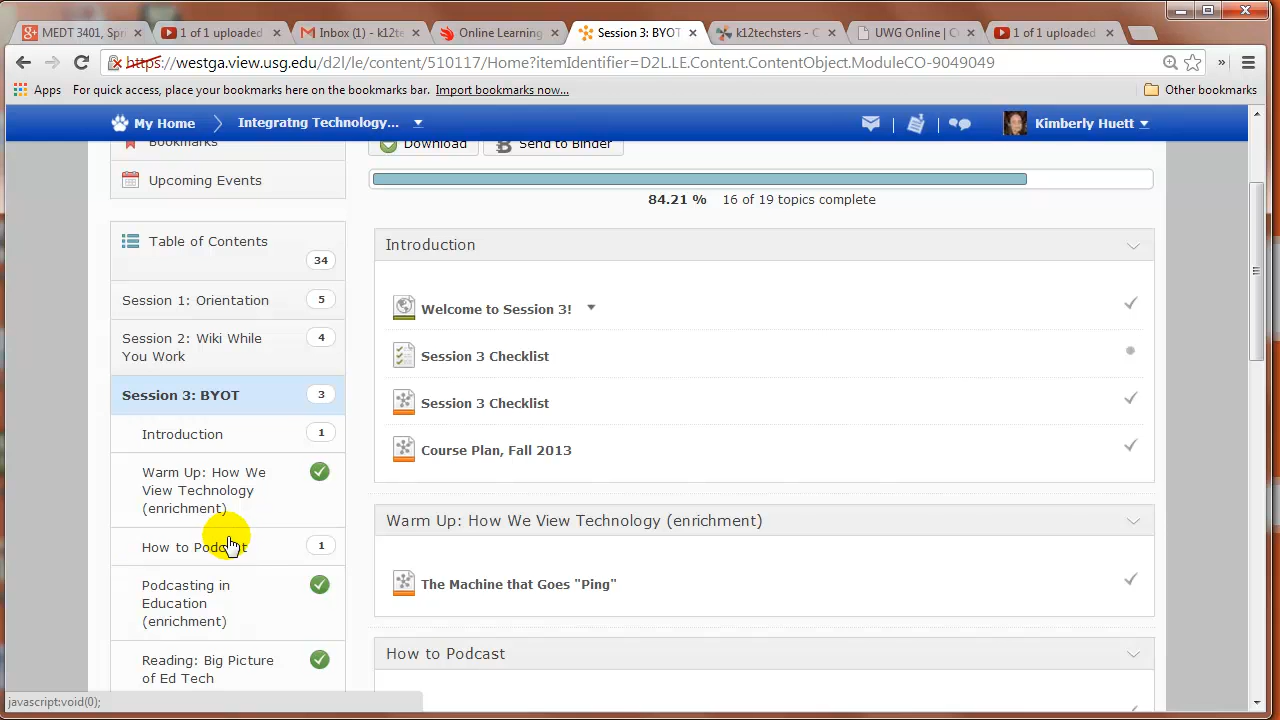 MEDT 3401, Spr
1 of 1 uploaded
Inbox (1) - k12te
Online Learning
Session 3: BYOT
k12techsters - C
UWG Online | C
1 of 1 uploaded
https://westga.view.usg.edu/d2l/le/content/510117/Home?itemIdentifier=D2L.LE.Content.ContentObject.ModuleCO-9049049
Apps For quick access, place your bookmarks here on the bookmarks bar. Import bookmarks now... Other bookmarks
My Home Integratng Technology... Kimberly Huett
Bookmarks
Upcoming Events
Table of Contents
34
Session 1: Orientation 5
Session 2: Wiki While 4
You Work
Session 3: BYOT 3
Introduction 1
Warm Up: How We
View Technology
(enrichment)
How to Podcast 1
Podcasting in
Education
(enrichment)
Reading: Big Picture
of Ed Tech
Download Send to Binder
84.21 % 16 of 19 topics complete
Introduction
Welcome to Session 3!
Session 3 Checklist
Session 3 Checklist
Course Plan, Fall 2013
Warm Up: How We View Technology (enrichment)
The Machine that Goes "Ping"
How to Podcast
javascript:void(0);